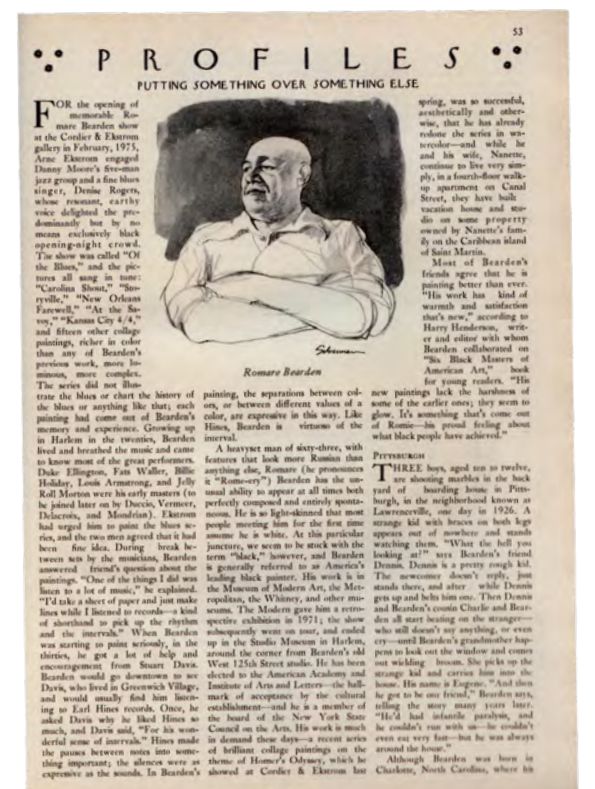 53
PROFILES
PUTTING SOMETHING OVER SOMETHING ELSE
FOR the opening of
memorable Ro-
mare Bearden show
at the Cordier & Ekstrom
gallery in February, 1975,
Arne Ekstrom engaged
Danny Moore's five-man
jazz group and a fine blues
singer, Denise Rogers,
whose resonant, earthy
voice delighted the pre-
dominantly but by no
means exclusively black
opening-night crowd.
The show was called "Of
the Blues," and the pic-
tures all sang in tune:
"Carolina Shout," "Sto-
ryville," "New Orleans
Farewell," "At the Sa-
voy," "Kansas City 4/4,"
and fifteen other collage
paintings, richer in color
than any of Bearden's
previous work, more lu-
minous, more complex.
The series did not illus-
trate the blues or chart the history of
the blues or anything like that; each
painting had come out of Bearden's
memory and experience. Growing up
in Harlem in the twenties, Bearden
lived and breathed the music and came
to know most of the great performers.
Duke Ellington, Fats Waller, Billie
Holiday, Louis Armstrong, and Jelly
Roll Morton were his early masters (to
be joined later on by Duccio, Vermeer,
Delacroix, and Mondrian). Ekstrom
had urged him to paint the blues se-
ries, and the two men agreed that it had
been fine idea. During break be-
tween sets by the musicians, Bearden
answered friend's question about the
paintings. "One of the things I did was
listen to a lot of music," he explained.
"I'd take a sheet of paper and just make
lines while I listened to records—a kind
of shorthand to pick up the rhythm
and the intervals." When Bearden
was starting to paint seriously, in the
thirties, he got a lot of help and
encouragement from Stuart Davis.
Bearden would go downtown to see
Davis, who lived in Greenwich Village,
and would usually find him listen-
ing to Earl Hines records. Once, he
asked Davis why he liked Hines so
much, and Davis said, "For his won-
derful sense of intervals." Hines made
the pauses between notes into some-
thing important; the silences were as
expressive as the sounds. In Bearden's
Romare Bearden
painting, the separations between col-
ors, or between different values of a
color, are expressive in this way. Like
Hines, Bearden is virtuoso of the
interval.
A heavyset man of sixty-three, with
features that look more Russian than
anything else, Romare (he pronounces
it "Rome-ery") Bearden has the un-
usual ability to appear at all times both
perfectly composed and entirely sponta-
neous. He is so light-skinned that most
people meeting him for the first time
assume he is white. At this particular
juncture, we seem to be stuck with the
term "black," however, and Bearden
is generally referred to as America's
leading black painter. His work is in
the Museum of Modern Art, the Met-
ropolitan, the Whitney, and other mu-
seums. The Modern gave him a retro-
spective exhibition in 1971; the show
subsequently went on tour, and ended
up in the Studio Museum in Harlem,
around the corner from Bearden's old
West 125th Street studio. He has been
elected to the American Academy and
Institute of Arts and Letters—the hall-
mark of acceptance by the cultural
establishment—and he is a member of
the board of the New York State
Council on the Arts. His work is much
in demand these days—a recent series
of brilliant collage paintings on the
theme of Homer's Odyssey, which he
showed at Cordier & Ekstrom last
spring, was so successful,
aesthetically and other-
wise, that he has already
redone the series in wa-
tercolor—and while he
and his wife, Nanette,
continue to live very sim-
ply, in a fourth-floor walk-
up apartment on Canal
Street, they have built
vacation house and stu-
dio on some property
owned by Nanette's fam-
ily on the Caribbean island
of Saint Martin.
Most of Bearden's
friends agree that he is
painting better than ever.
"His work has kind of
warmth and satisfaction
that's new," according to
Harry Henderson, writ-
er and editor with whom
Bearden collaborated on
"Six Black Masters of
American Art," book
for young readers. "His
new paintings lack the harshness of
some of the earlier ones; they seem to
glow. It's something that's come out
of Romie—his proud feeling about
what black people have achieved."
PITTSBURGH
THREE boys, aged ten to twelve,
are shooting marbles in the back
yard of boarding house in Pitts-
burgh, in the neighborhood known as
Lawrenceville, one day in 1926. A
strange kid with braces on both legs
appears out of nowhere and stands
watching them. "What the hell you
looking at?" says Bearden's friend
Dennis. Dennis is a pretty rough kid.
The newcomer doesn't reply, just
stands there, and after while Dennis
gets up and belts him one. Then Dennis
and Bearden's cousin Charlie and Bear-
den all start beating on the stranger—
who still doesn't say anything, or even
cry—until Bearden's grandmother hap-
pens to look out the window and comes
out wielding broom. She picks up the
strange kid and carries him into the
house. His name is Eugene. "And then
he got to be our friend," Bearden says,
telling the story many years later.
"He'd had infantile paralysis, and
he couldn't run with us—he couldn't
even eat very fast—but he was always
around the house."
Although Bearden was born in
Charlotte, North Carolina, where his